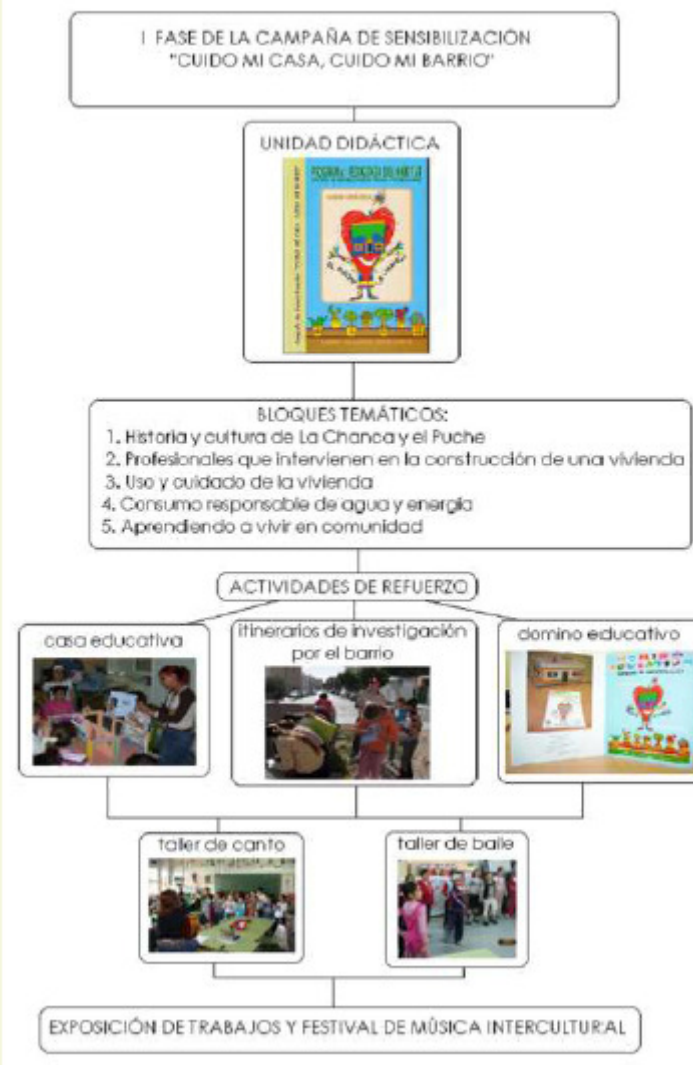 I FASE DE LA CAMPAÑA DE SENSIBILIZACIÓN
"CUIDO MI CASA, CUIDO MI BARRIO"
UNIDAD DIDÁCTICA
BLOQUES TEMÁTICOS:
1. Historia y cultura de La Chanca y el Puche
2. Profesionales que intervienen en la construcción de una vivienda
3. Uso y cuidado de la vivienda
4. Consumo responsable de agua y energía
5. Aprendiendo a vivir en comunidad
ACTIVIDADES DE REFUERZO
casa educativa
itinerarios de investigación
por el barrio
domino educativo
taller de canto
taller de baile
EXPOSICIÓN DE TRABAJOS Y FESTIVAL DE MÚSICA INTERCULTURAL